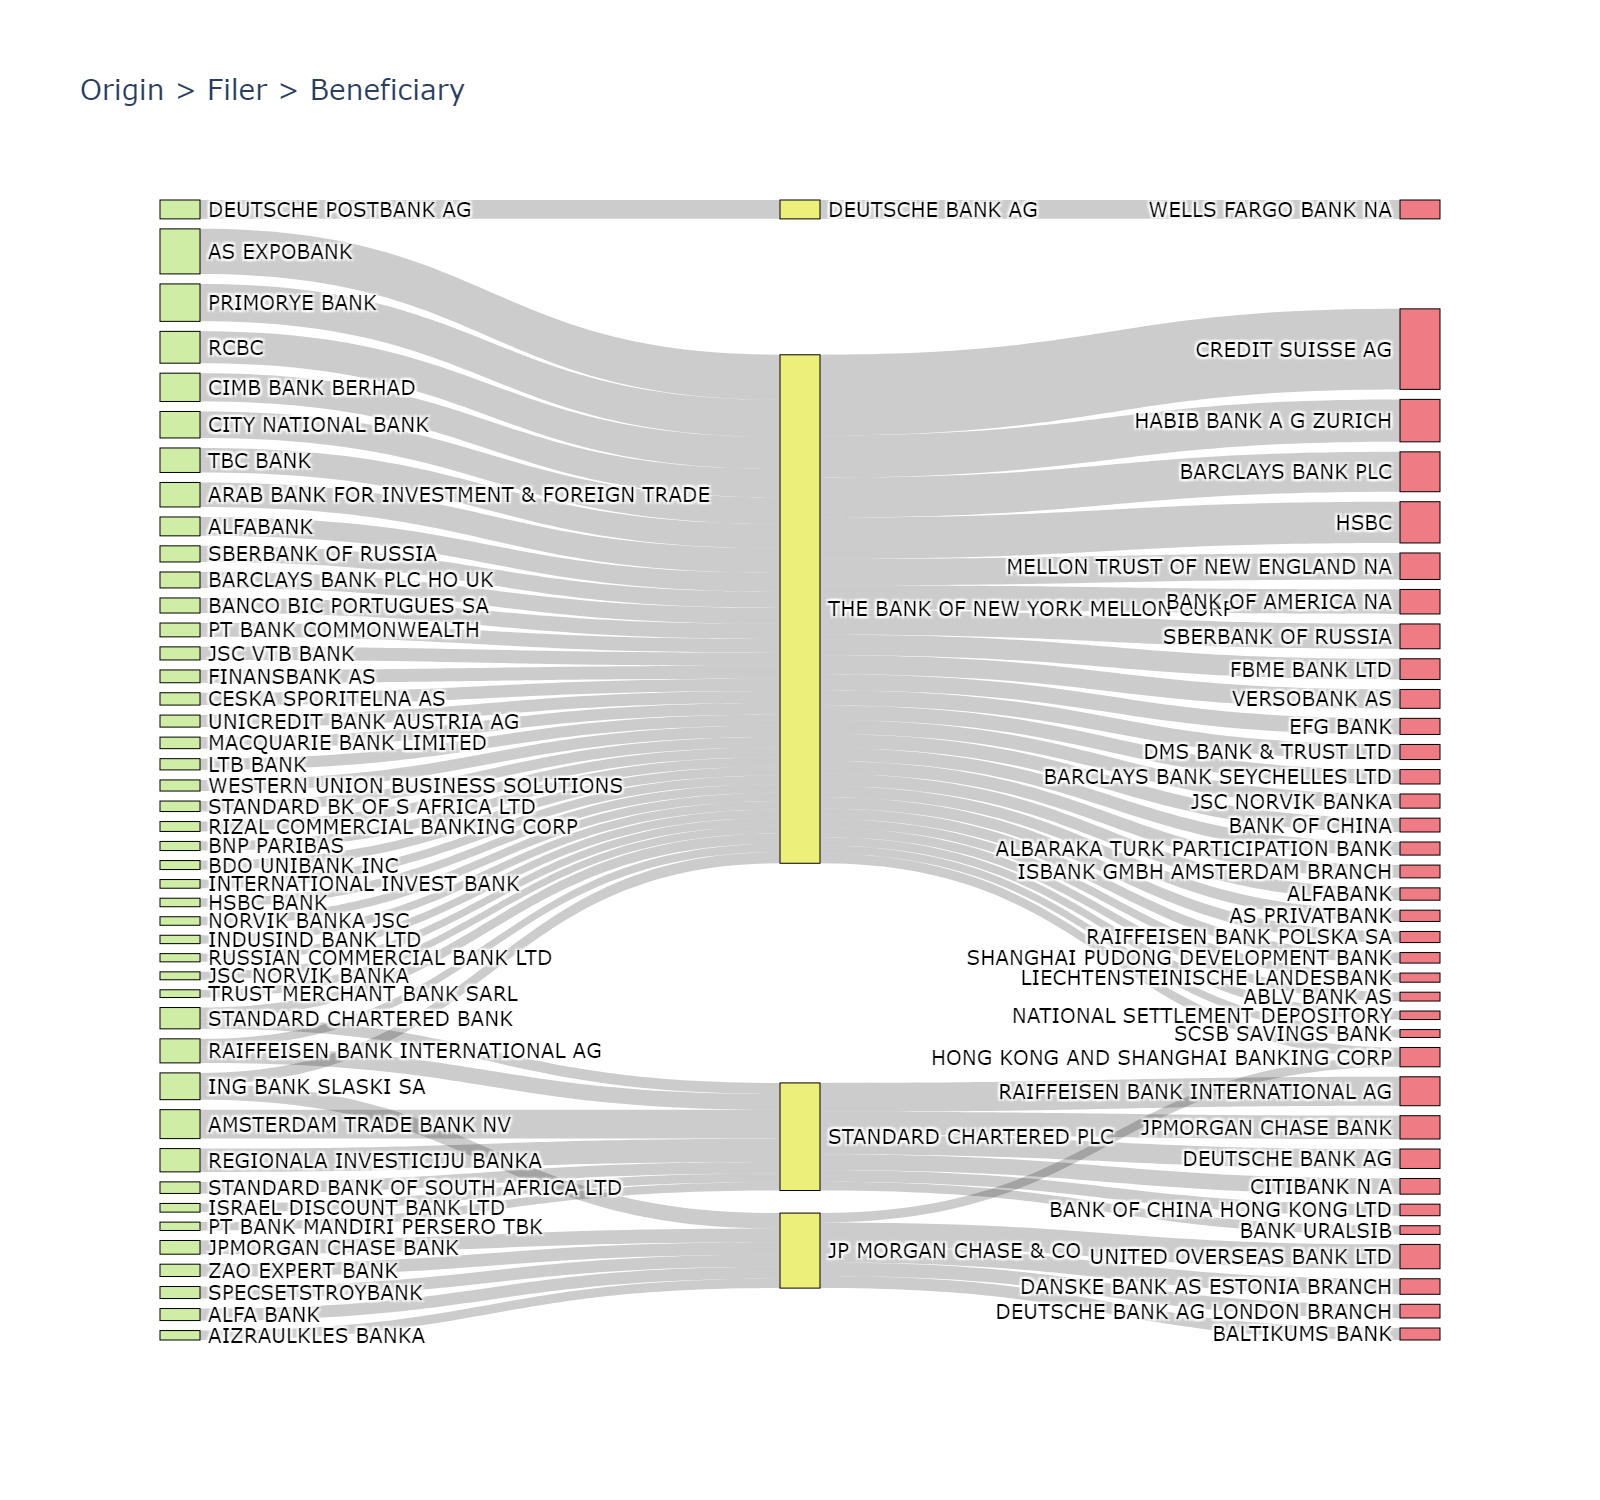 Origin > Filer > Beneficiary
DEUTSCHE POSTBANK AG
AS EXPOBANK
PRIMORYE BANK
RCBC
CIMB BANK BERHAD
CITY NATIONAL BANK
TBC BANK
ARAB BANK FOR INVESTMENT & FOREIGN TRADE
ALFABANK
SBERBANK OF RUSSIA
BARCLAYS BANK PLC HO UK
BANCO BIC PORTUGUES SA
PT BANK COMMONWEALTH
JSC VTB BANK
FINANSBANK AS
CESKA SPORITELNA AS
UNICREDIT BANK AUSTRIA AG
MACQUARIE BANK LIMITED
LTB BANK
WESTERN UNION BUSINESS SOLUTIONS
STANDARD BK OF S AFRICA LTD
RIZAL COMMERCIAL BANKING CORP
BNP PARIBAS
BDO UNIBANK INC
INTERNATIONAL INVEST BANK
HSBC BANK
NORVIK BANKA JSC
INDUSIND BANK LTD
RUSSIAN COMMERCIAL BANK LTD
JSC NORVIK BANKA
TRUST MERCHANT BANK SARL
STANDARD CHARTERED BANK
RAIFFEISEN BANK INTERNATIONAL AG
ING BANK SLASKI SA
AMSTERDAM TRADE BANK NV
REGIONALA INVESTICIJU BANKA
STANDARD BANK OF SOUTH AFRICA LTD
ISRAEL DISCOUNT BANK LTD
PT BANK MANDIRI PERSERO TBK
JPMORGAN CHASE BANK
ZAO EXPERT BANK
SPECSETSTROYBANK
ALFA BANK
AIZRAULKLES BANKA
DEUTSCHE BANK AG
THE BANK OF NEW YORK MELLON CORP
STANDARD CHARTERED PLC
JP MORGAN CHASE & CO
WELLS FARGO BANK NA
CREDIT SUISSE AG
HABIB BANK A G ZURICH
BARCLAYS BANK PLC
HSBC
MELLON TRUST OF NEW ENGLAND NA
BANK OF AMERICA NA
SBERBANK OF RUSSIA
FBME BANK LTD
VERSOBANK AS
EFG BANK
DMS BANK & TRUST LTD
BARCLAYS BANK SEYCHELLES LTD
JSC NORVIK BANKA
BANK OF CHINA
ALBARAKA TURK PARTICIPATION BANK
ISBANK GMBH AMSTERDAM BRANCH
ALFABANK
AS PRIVATBANK
RAIFFEISEN BANK POLSKA SA
SHANGHAI PUDONG DEVELOPMENT BANK
LIECHTENSTEINISCHE LANDESBANK
ABLV BANK AS
NATIONAL SETTLEMENT DEPOSITORY
SCSB SAVINGS BANK
HONG KONG AND SHANGHAI BANKING CORP
RAIFFEISEN BANK INTERNATIONAL AG
JPMORGAN CHASE BANK
DEUTSCHE BANK AG
CITIBANK N A
BANK OF CHINA HONG KONG LTD
BANK URALSIB
UNITED OVERSEAS BANK LTD
DANSKE BANK AS ESTONIA BRANCH
DEUTSCHE BANK AG LONDON BRANCH
BALTIKUMS BANK